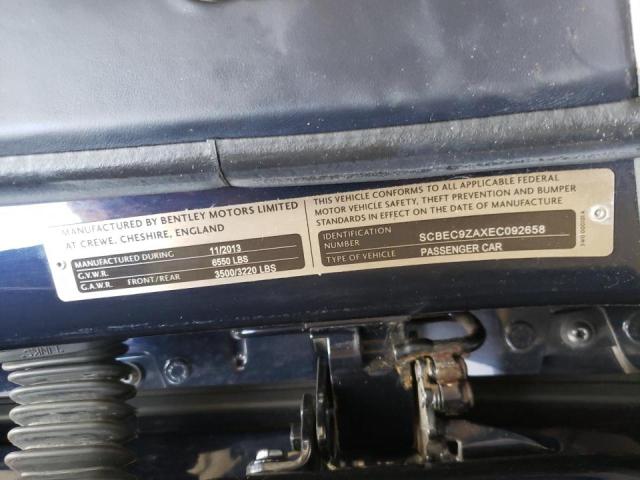 MANUFACTURED BY BENTLEY MOTORS LIMITED
AT CREWE, CHESHIRE, ENGLAND
MANUFACTURED DURING 11/2013
G.V.W.R. 6550 LBS
G.A.W.R. FRONT/REAR 3500/3220 LBS
THIS VEHICLE CONFORMS TO ALL APPLICABLE FEDERAL
MOTOR VEHICLE SAFETY, THEFT PREVENTION AND BUMPER
STANDARDS IN EFFECT ON THE DATE OF MANUFACTURE
IDENTIFICATION
NUMBER SCBEC9ZAXEC092658
TYPE OF VEHICLE PASSENGER CAR